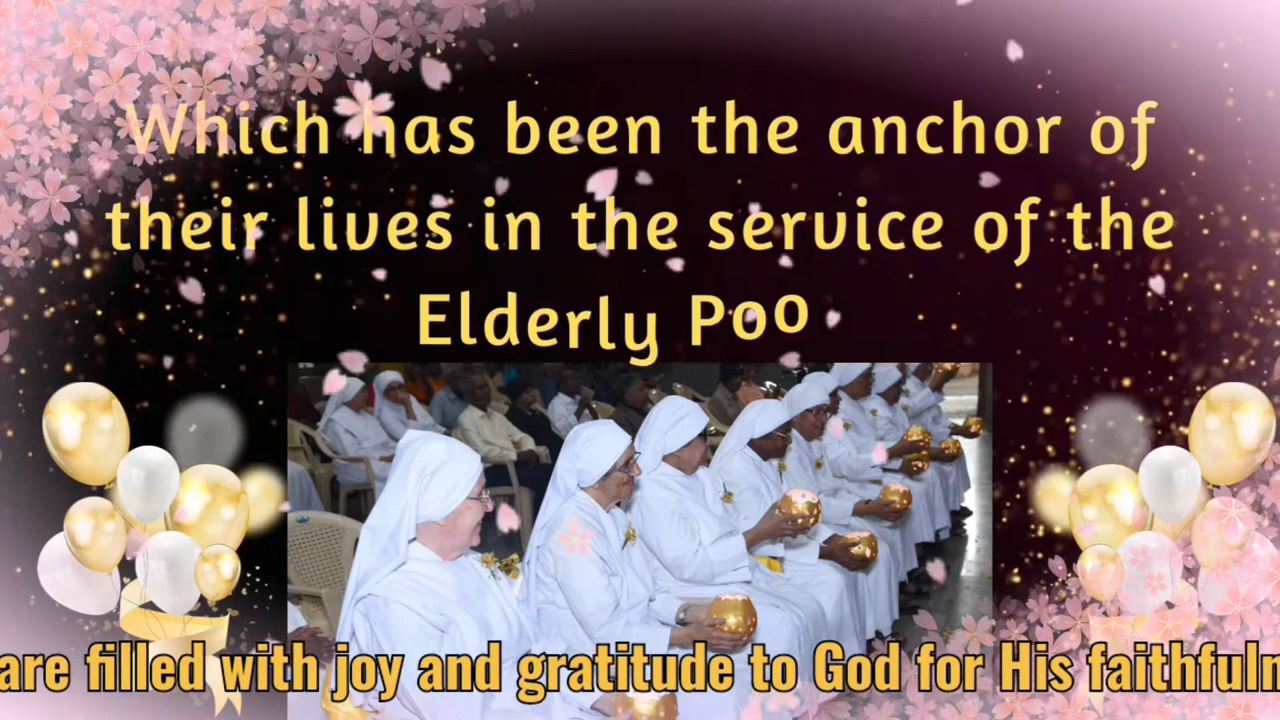 Which has been the anchor of
their lives in the service of the
Elderly Poo
are filled with joy and gratitude to God for His faithfuln